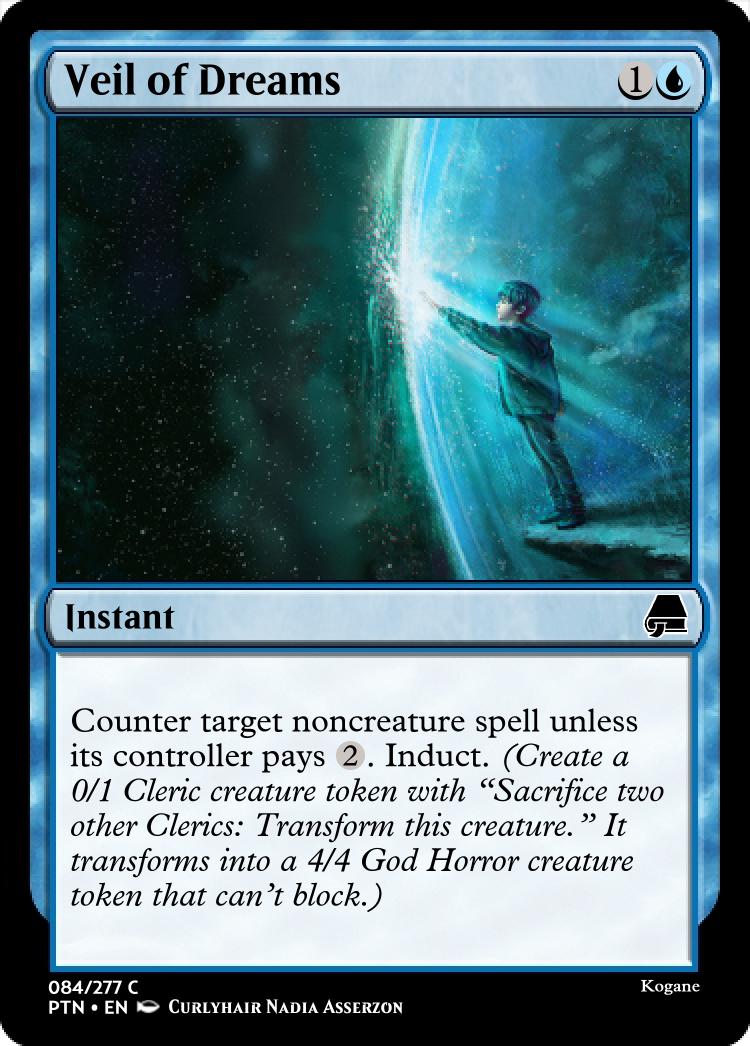 Veil of Dreams 1
Instant
Counter target noncreature spell unless
its controller pays 2. Induct. (Create a
0/1 Cleric creature token with “Sacrifice two
other Clerics: Transform this creature.” It
transforms into a 4/4 God Horror creature
token that can’t block.)
084/277 C
Kogane
PTN • EN Curlyhair Nadia Asserzon